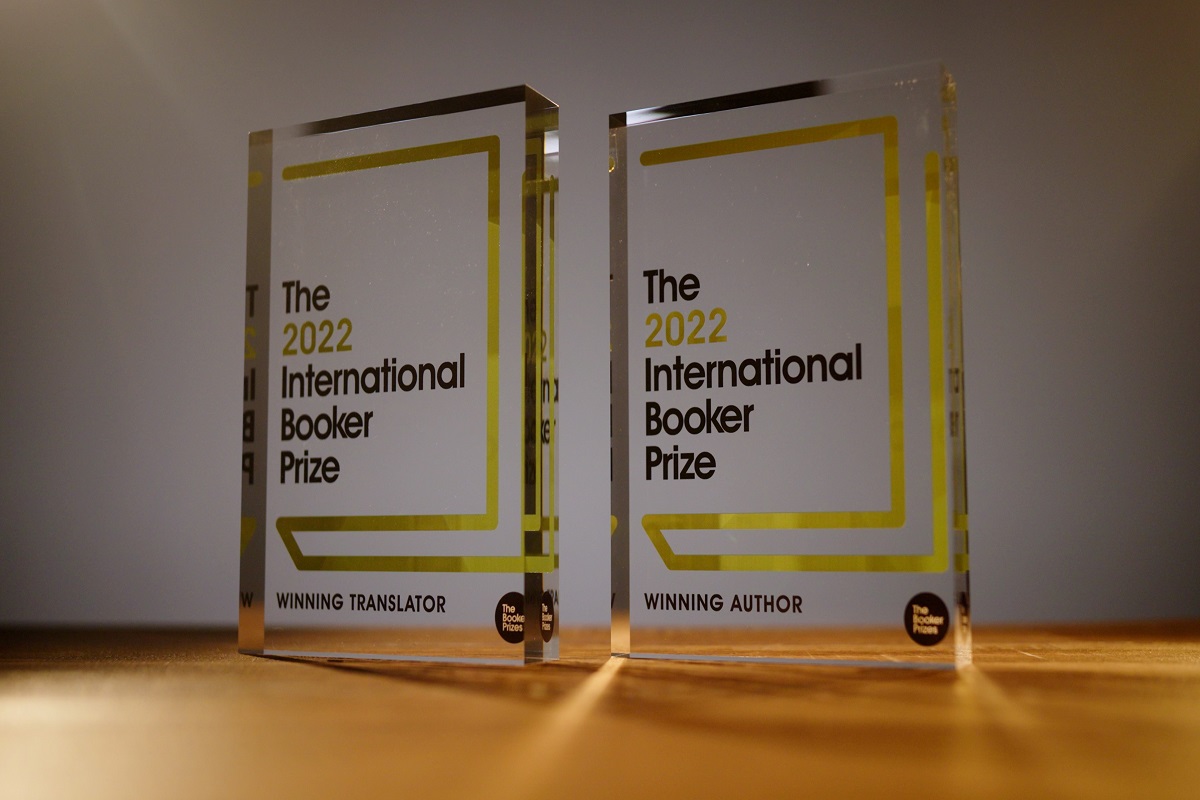 The
2022
International
Booker
Prize
WINNING TRANSLATOR
The
Booker
Prizes
The
2022
International
Booker
Prize
WINNING AUTHOR
The
Booker
Prizes